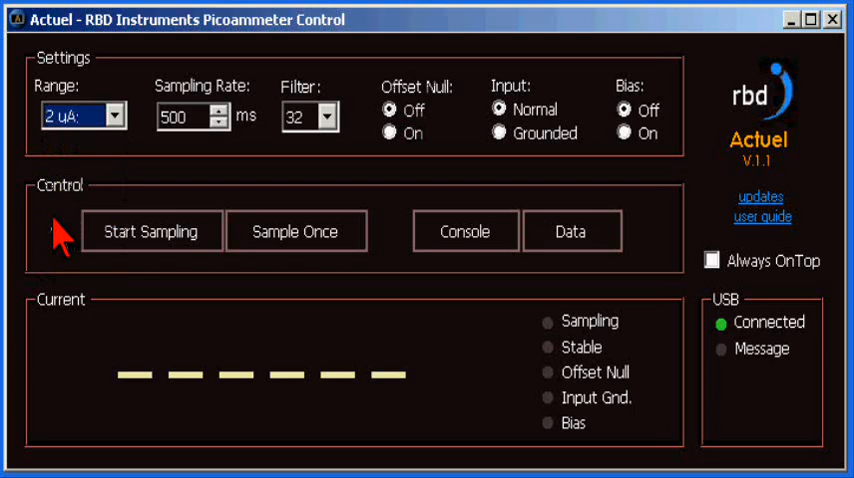 Actuel - RBD Instruments Picoammeter Control
Settings
Range: Sampling Rate: Filter: Offset Null: Input: Bias:
2 uA: 500 ms 32 Off Normal Off
On Grounded On
rbd
Actuel
V.1.1
updates
user guide
Control
Start Sampling Sample Once Console Data
Always OnTop
Current
Sampling
Stable
Offset Null
Input Gnd.
Bias
USB
Connected
Message